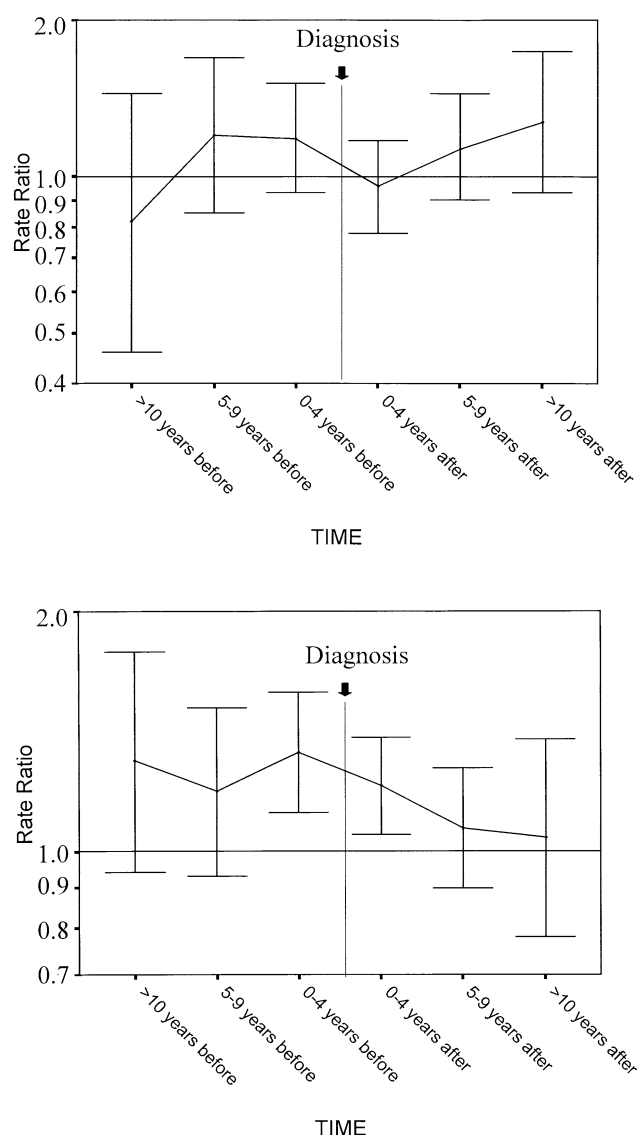 2.0
Diagnosis
Rate Ratio
1.0
0.9
0.8
0.7
0.6
0.5
0.4
>10 years before
5-9 years before
0-4 years before
0-4 years after
5-9 years after
>10 years after
TIME
2.0
Diagnosis
Rate Ratio
1.0
0.9
0.8
0.7
>10 years before
5-9 years before
0-4 years before
0-4 years after
5-9 years after
>10 years after
TIME